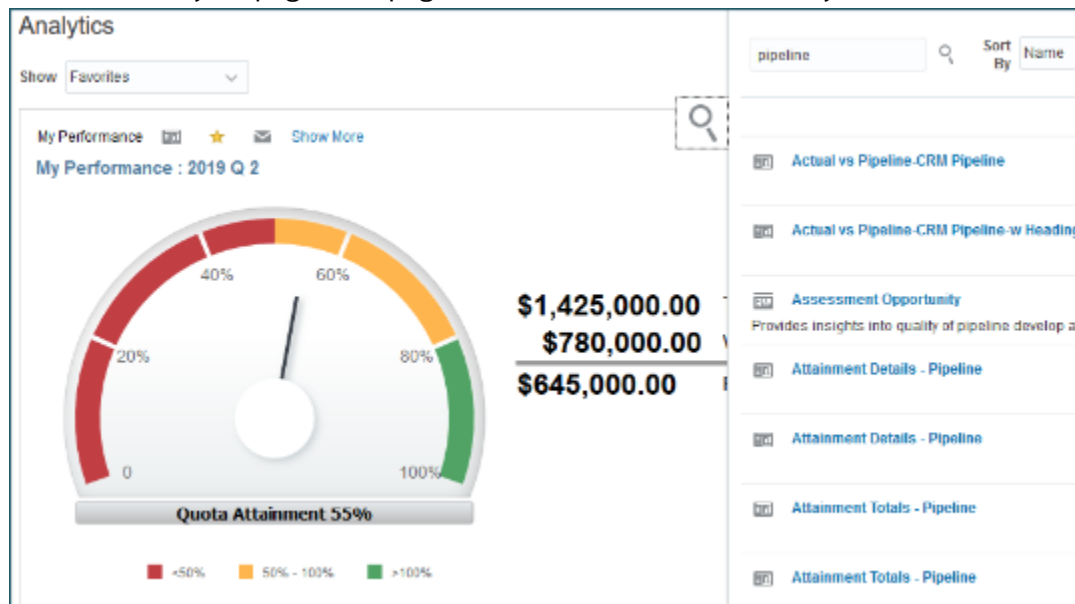 Analytics
Show Favorites
My Performance Show More
My Performance : 2019 Q 2
0
20%
40%
60%
80%
100%
$1,425,000.00
$780,000.00
$645,000.00
Quota Attainment 55%
<50% 50% - 100% >100%
pipeline Sort By Name
Actual vs Pipeline-CRM Pipeline
Actual vs Pipeline-CRM Pipeline-w Heading
Assessment Opportunity
Provides insights into quality of pipeline develop a
Attainment Details - Pipeline
Attainment Details - Pipeline
Attainment Totals - Pipeline
Attainment Totals - Pipeline